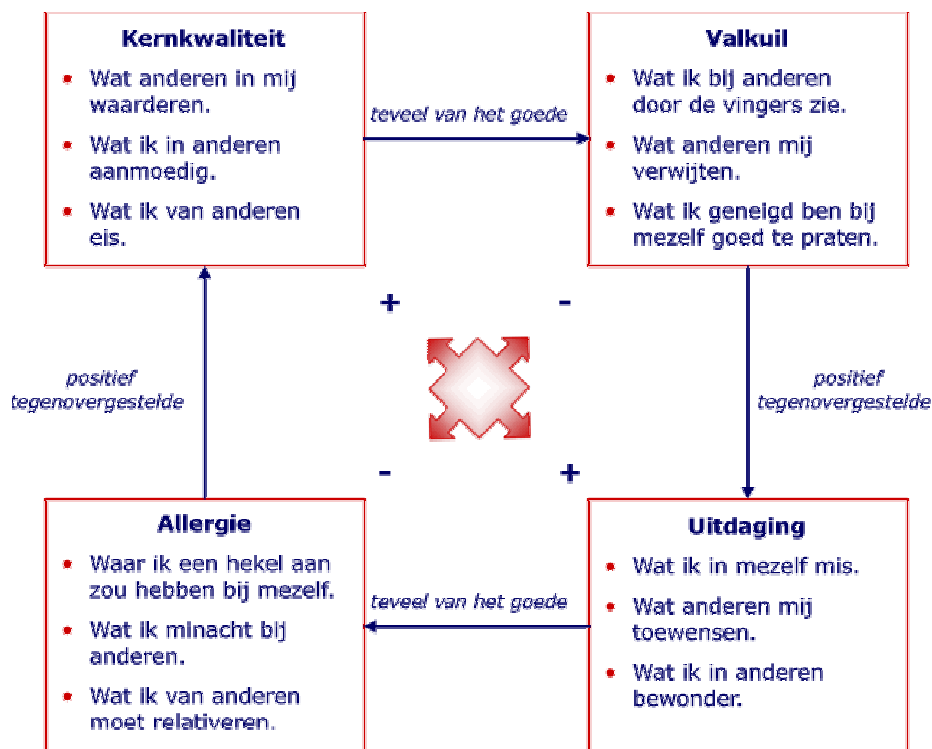 Kernkwaliteit
• Wat anderen in mij
waarderen.
• Wat ik in anderen
aanmoedig.
• Wat ik van anderen
eis.
teveel van het goede
Valkuil
• Wat ik bij anderen
door de vingers zie.
• Wat anderen mij
verwijten.
• Wat ik geneigd ben bij
mezelf goed te praten.
+
-
positief
tegenovergestelde
positief
tegenovergestelde
-
+
Allergie
• Waar ik een hekel aan
zou hebben bij mezelf.
• Wat ik minacht bij
anderen.
• Wat ik van anderen
moet relativeren.
teveel van het goede
Uitdaging
• Wat ik in mezelf mis.
• Wat anderen mij
toewensen.
• Wat ik in anderen
bewonder.